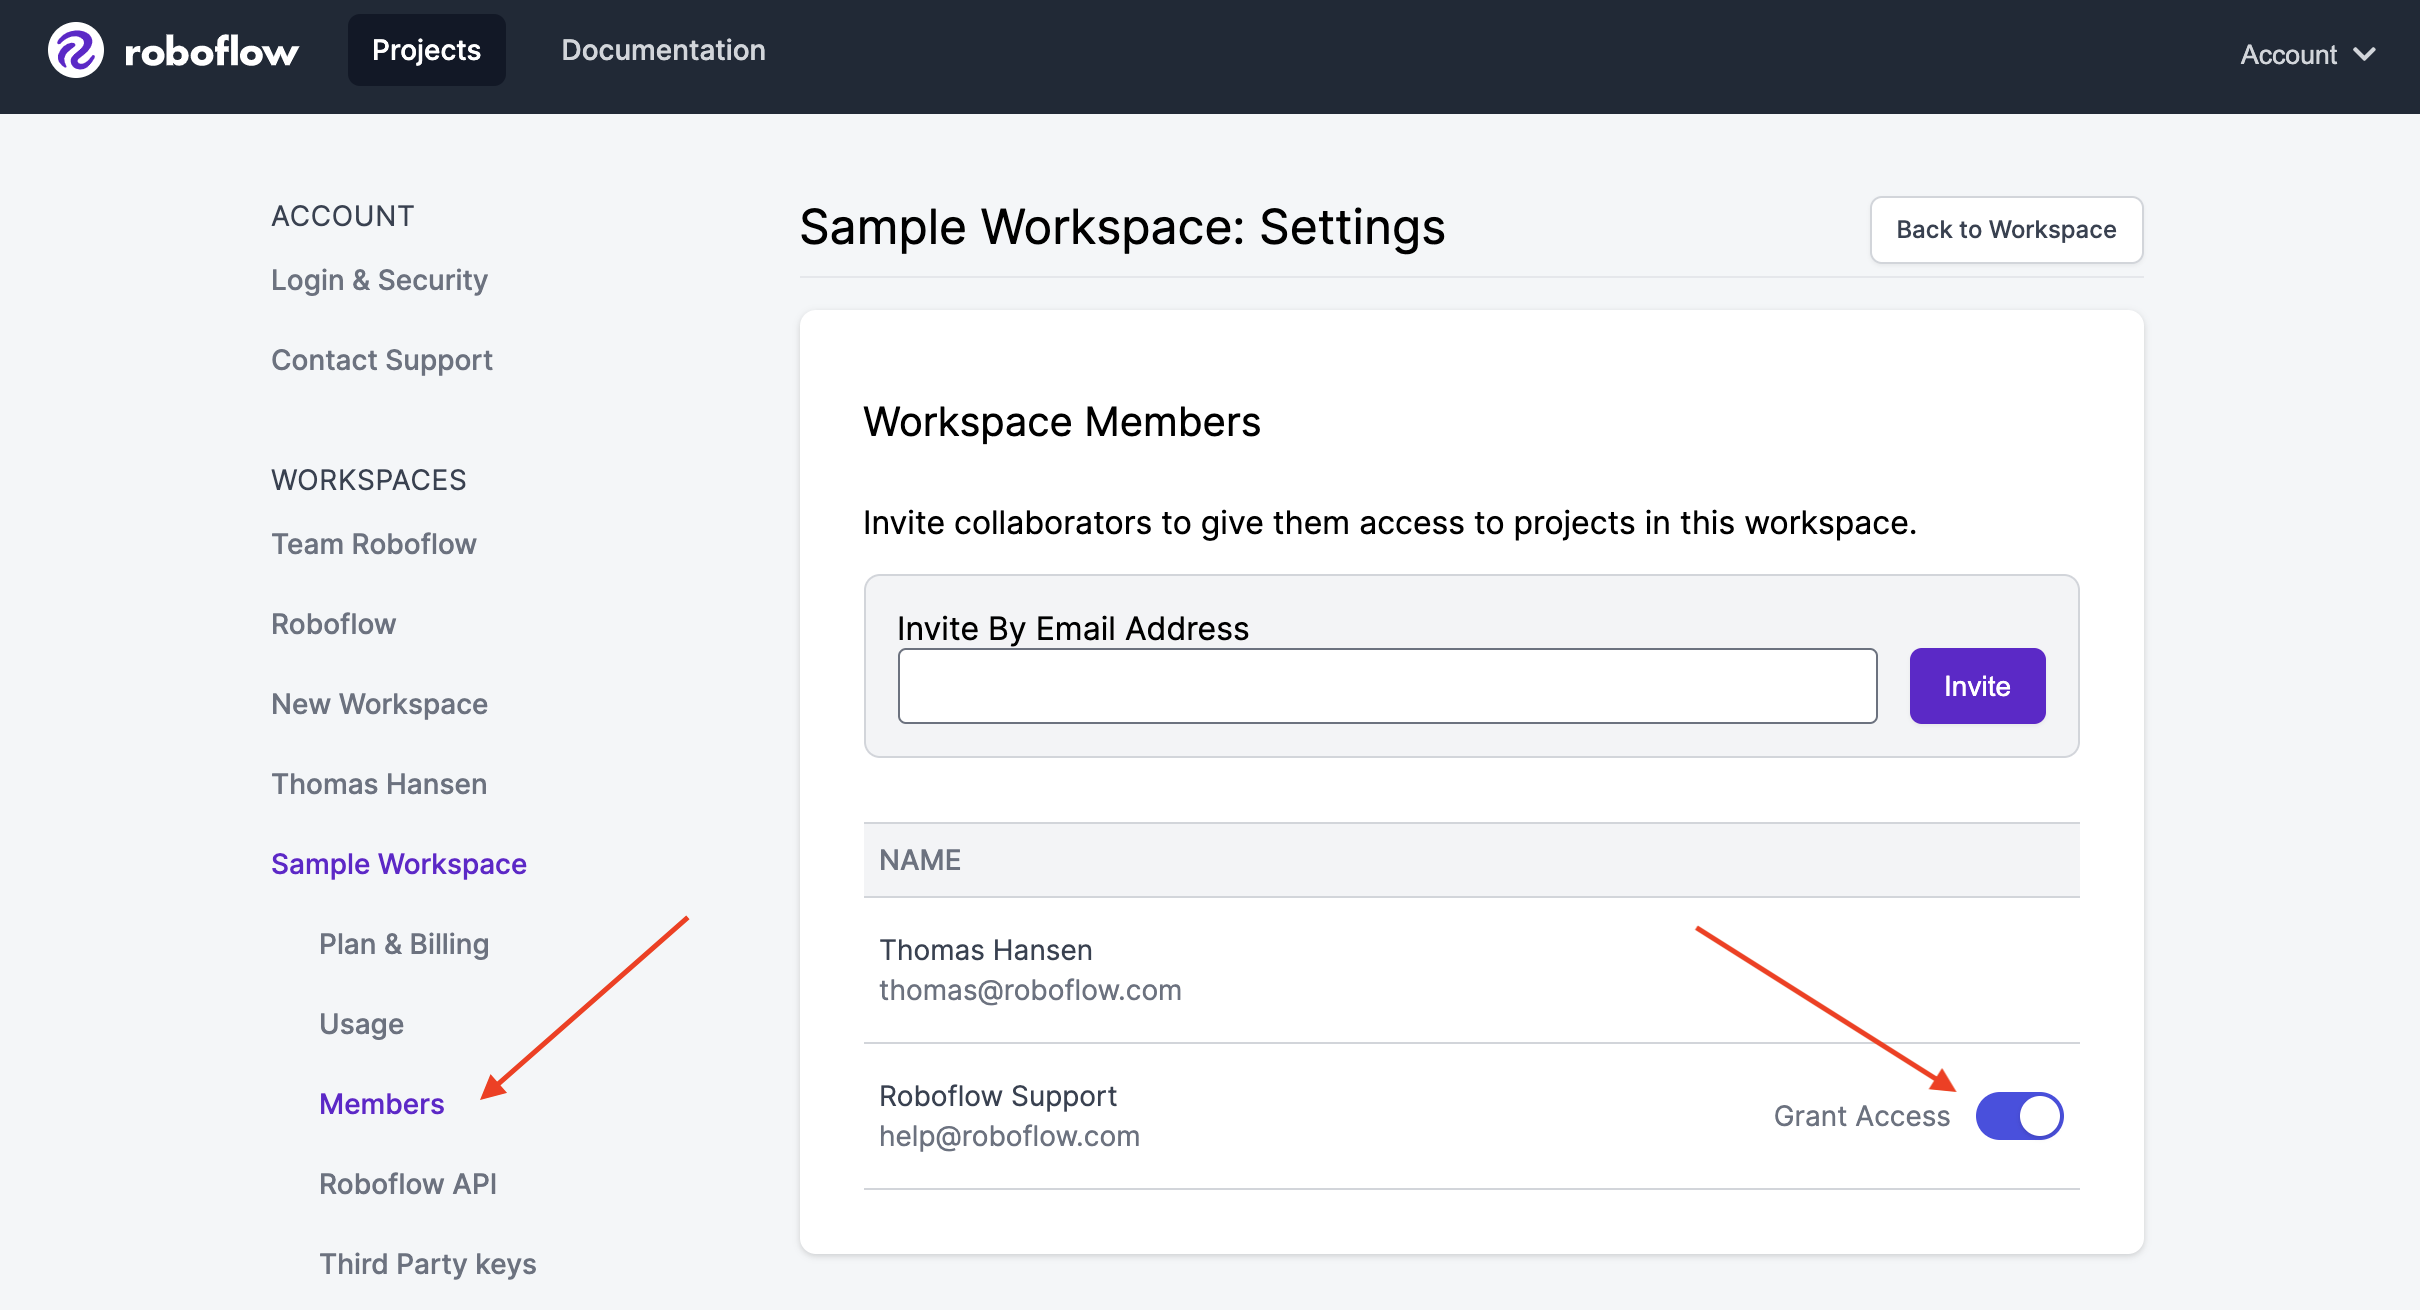 roboflow
Projects
Documentation
Account
ACCOUNT
Login & Security
Contact Support
WORKSPACES
Team Roboflow
Roboflow
New Workspace
Thomas Hansen
Sample Workspace
Plan & Billing
Usage
Members
Roboflow API
Third Party keys
Sample Workspace: Settings
Back to Workspace
Workspace Members
Invite collaborators to give them access to projects in this workspace.
Invite By Email Address
Invite
NAME
Thomas Hansen
thomas@roboflow.com
Roboflow Support
help@roboflow.com
Grant Access